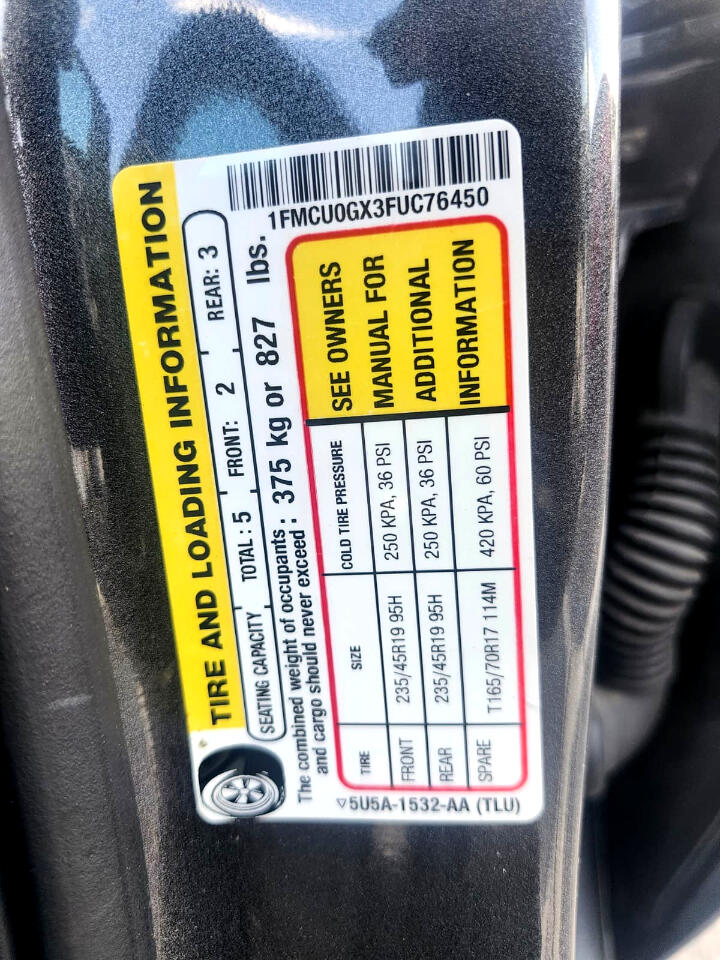 TIRE AND LOADING INFORMATION
SEATING CAPACITY TOTAL : 5 FRONT: 2 REAR: 3
The combined weight of occupants : 375 kg or 827 lbs.
and cargo should never exceed :
TIRE SIZE COLD TIRE PRESSURE
FRONT 235/45R19 95H 250 KPA, 36 PSI
REAR 235/45R19 95H 250 KPA, 36 PSI
SPARE T165/70R17 114M 420 KPA, 60 PSI
SEE OWNERS
MANUAL FOR
ADDITIONAL
INFORMATION
1FMCU0GX3FUC76450
▽5U5A-1532-AA (TLU)